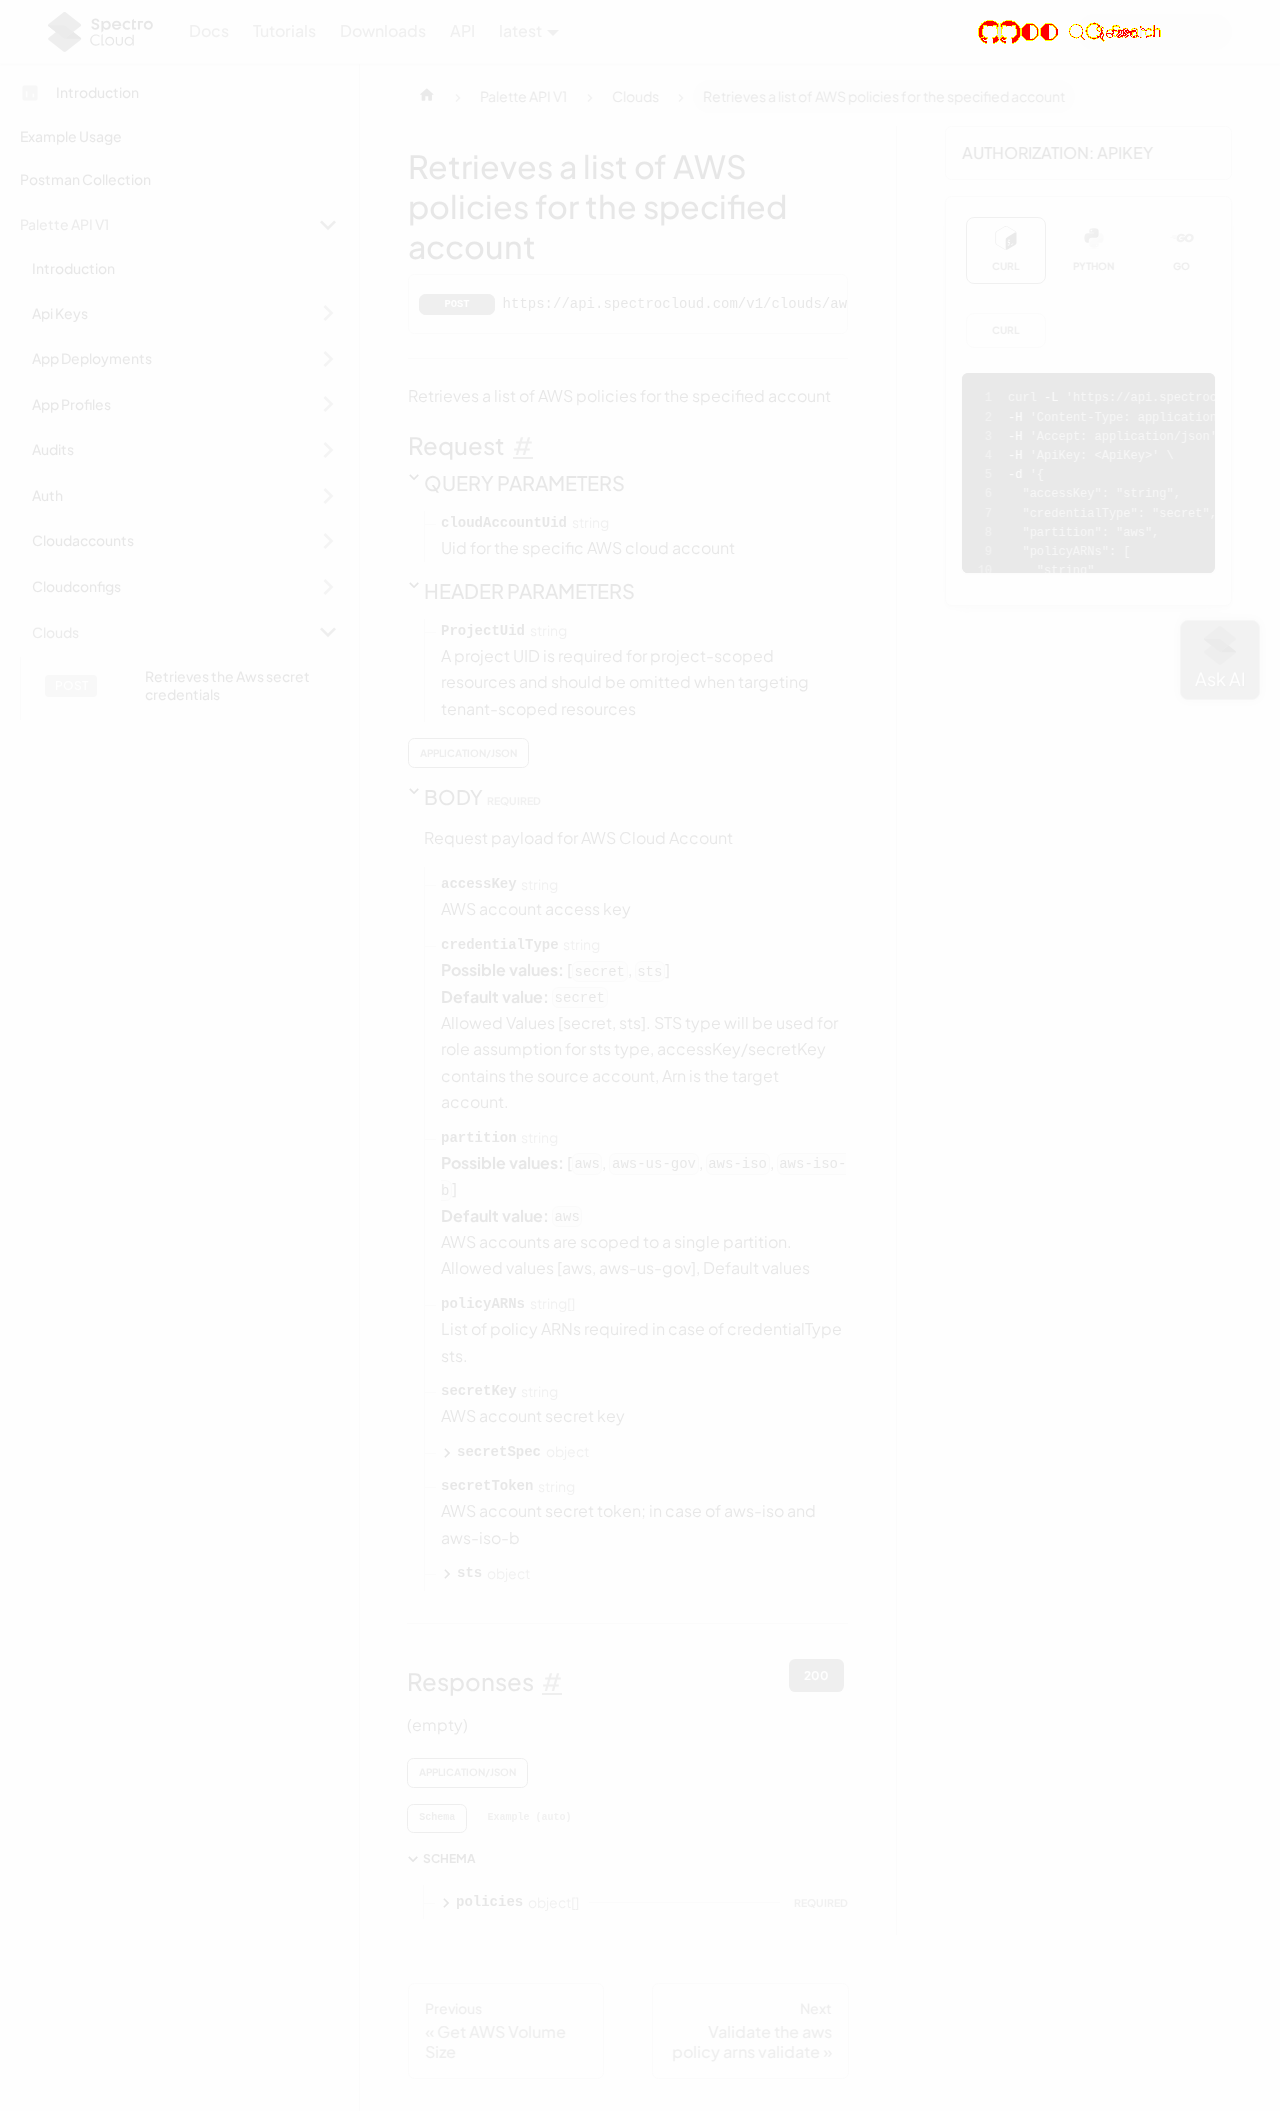 Spectro Cloud
Docs
Tutorials
Downloads
API
latest
Introduction
Example Usage
Postman Collection
Palette API V1
Introduction
Api Keys
App Deployments
App Profiles
Audits
Auth
Cloudaccounts
Cloudconfigs
Clouds
POST
Retrieves the Aws secret
credentials
Palette API V1
Clouds
Retrieves a list of AWS policies for the specified account
Retrieves a list of AWS
policies for the specified
account
POST https://api.spectrocloud.com/v1/clouds/aw
Retrieves a list of AWS policies for the specified account
Request #
QUERY PARAMETERS
cloudAccountUid string
Uid for the specific AWS cloud account
HEADER PARAMETERS
ProjectUid string
A project UID is required for project-scoped
resources and should be omitted when targeting
tenant-scoped resources
APPLICATION/JSON
BODY REQUIRED
Request payload for AWS Cloud Account
accessKey string
AWS account access key
credentialType string
Possible values: [secret, sts]
Default value: secret
Allowed Values [secret, sts]. STS type will be used for
role assumption for sts type, accessKey/secretKey
contains the source account, Arn is the target
account.
partition string
Possible values: [aws, aws-us-gov, aws-iso, aws-iso-
b]
Default value: aws
AWS accounts are scoped to a single partition.
Allowed values [aws, aws-us-gov], Default values
policyARNs string[]
List of policy ARNs required in case of credentialType
sts.
secretKey string
AWS account secret key
secretSpec object
secretToken string
AWS account secret token: in case of aws-iso and
aws-iso-b
sts object
Responses #
200
(empty)
APPLICATION/JSON
Schema
Example (auto)
SCHEMA
policies object[] REQUIRED
Previous
« Get AWS Volume
Size
Next
Validate the aws
policy arns validate »
AUTHORIZATION: APIKEY
CURL
PYTHON
GO
CURL
1 curl -L 'https://api.spectroc
2 -H 'Content-Type: application
3 -H 'Accept: application/json'
4 -H 'ApiKey: <ApiKey>' \
5 -d '{
6 "accessKey": "string",
7 "credentialType": "secret",
8 "partition": "aws",
9 "policyARNs": [
10 "string"
Ask AI